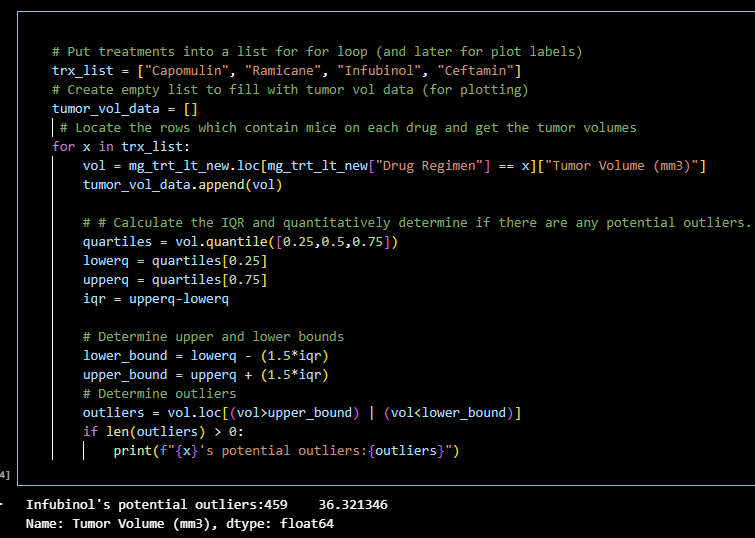 # Put treatments into a list for for loop (and later for plot labels)
trx_list = ["Capomulin", "Ramicane", "Infubinol", "Ceftamin"]
# Create empty list to fill with tumor vol data (for plotting)
tumor_vol_data = []
# Locate the rows which contain mice on each drug and get the tumor volumes
for x in trx_list:
    vol = mg_trt_lt_new.loc[mg_trt_lt_new["Drug Regimen"] == x]["Tumor Volume (mm3)"]
    tumor_vol_data.append(vol)

    # # Calculate the IQR and quantitatively determine if there are any potential outliers.
    quartiles = vol.quantile([0.25,0.5,0.75])
    lowerq = quartiles[0.25]
    upperq = quartiles[0.75]
    iqr = upperq-lowerq

    # Determine upper and lower bounds
    lower_bound = lowerq - (1.5*iqr)
    upper_bound = upperq + (1.5*iqr)
    # Determine outliers
    outliers = vol.loc[(vol>upper_bound) | (vol<lower_bound)]
    if len(outliers) > 0:
        print(f"{x}'s potential outliers:{outliers}")
4]
Infubinol's potential outliers:459    36.321346
Name: Tumor Volume (mm3), dtype: float64